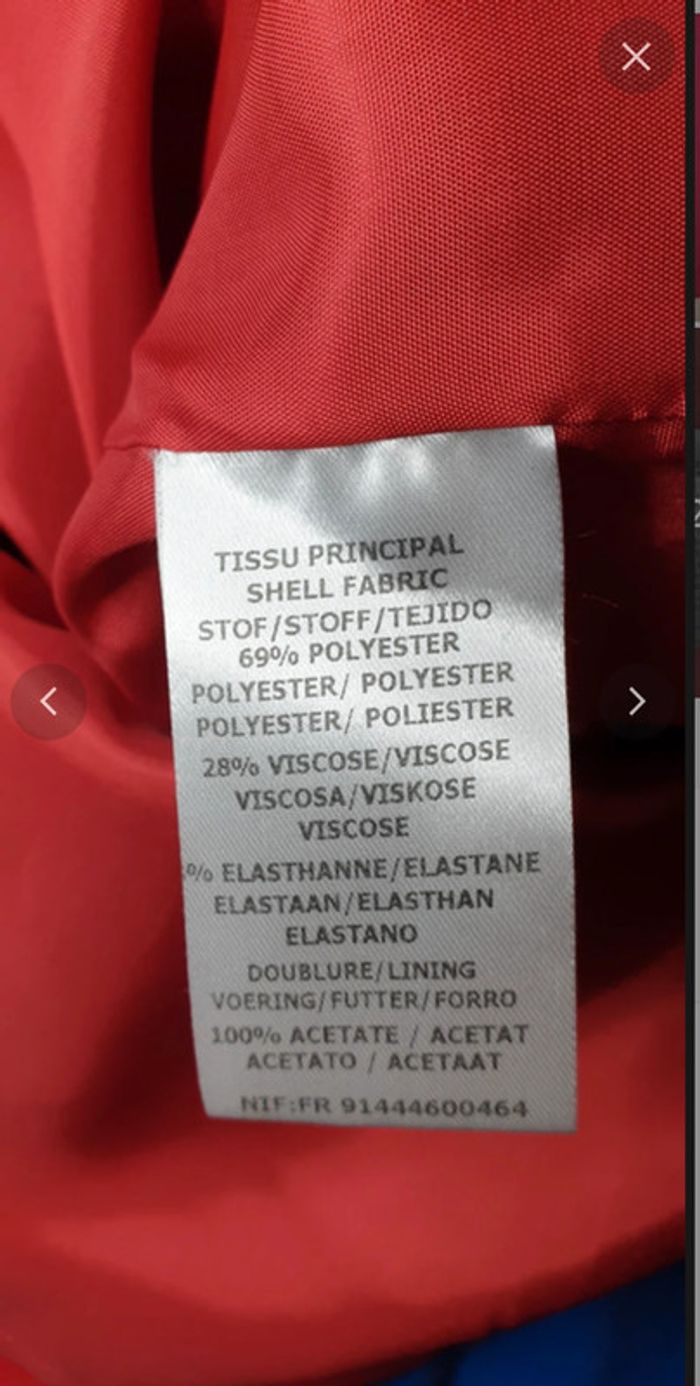 TISSU PRINCIPAL
SHELL FABRIC
STOF/STOFF/TEJIDO
69% POLYESTER
POLYESTER/ POLYESTER
POLYESTER/ POLIESTER
28% VISCOSE/VISCOSE
VISCOSA/VISKOSE
VISCOSE
% ELASTHANNE/ELASTANE
ELASTAAN/ELASTHAN
ELASTANO
DOUBLURE/LINING
VOERING/FUTTER/FORRO
100% ACETATE / ACETAT
ACETATO / ACETAAT
NIF:FR 91444600464